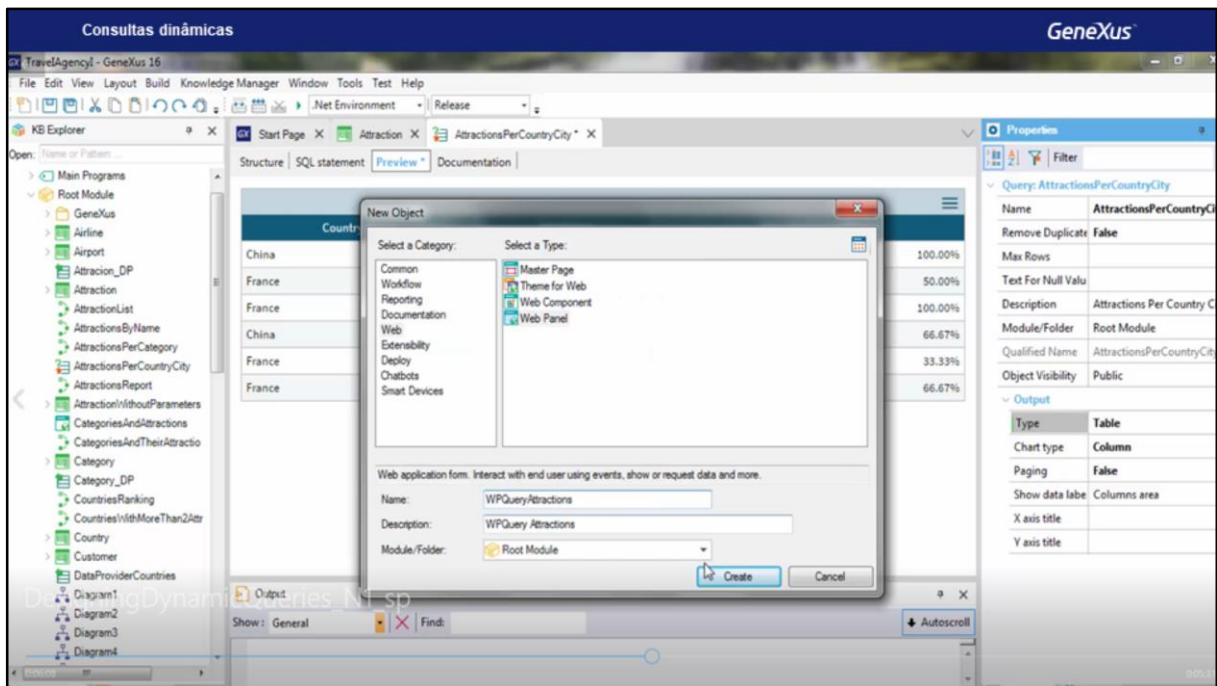 Consultas dinâmicas
GeneXus
TravelAgencyI - GeneXus 16
File Edit View Layout Build Knowledge Manager Window Tools Test Help
.Net Environment Release
KB Explorer
Open: Name or Pattern ...
Main Programs
Root Module
GeneXus
Airline
Airport
Attracion_DP
Attraction
AttractionList
AttractionsByName
AttractionsPerCategory
AttractionsPerCountryCity
AttractionsReport
AttractionWithoutParameters
CategoriesAndAttractions
CategoriesAndTheirAttractio
Category
Category_DP
CountriesRanking
CountriesWithMoreThan2Attr
Country
Customer
DataProviderCountries
Diagram1
Diagram2
Diagram3
Diagram4
Start Page X Attraction X AttractionsPerCountryCity * X
Structure SQL statement Preview * Documentation
Countr
China 100.00%
France 50.00%
France 100.00%
China 66.67%
France 33.33%
France 66.67%
New Object
Select a Category:
Common
Workflow
Reporting
Documentation
Web
Extensibility
Deploy
Chatbots
Smart Devices
Select a Type:
Master Page
Theme for Web
Web Component
Web Panel
Web application form. Interact with end user using events, show or request data and more.
Name: WPQueryAttractions
Description: WPQuery Attractions
Module/Folder: Root Module
Create Cancel
Output
Show: General Find: Autoscroll
Properties
Filter
Query: AttractionsPerCountryCity
Name AttractionsPerCountryCi
Remove Duplicate False
Max Rows
Text For Null Valu
Description Attractions Per Country C
Module/Folder Root Module
Qualified Name AttractionsPerCountryCity
Object Visibility Public
Output
Type Table
Chart type Column
Paging False
Show data labe Columns area
X axis title
Y axis title
DesigningDynamicQueries_N1_sp